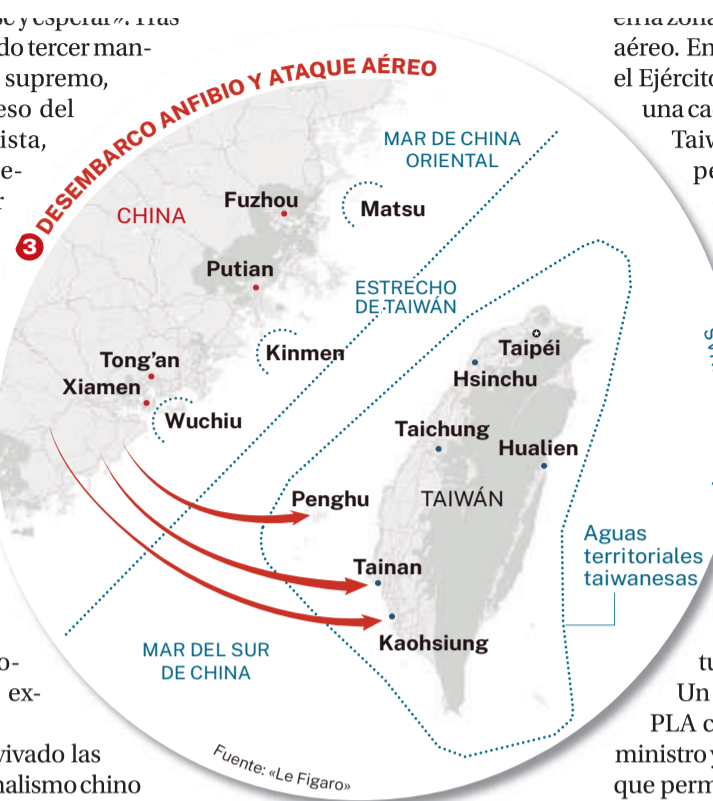 do tercer man-
supremo,
eso del
ista,
e-
r
3 DESEMBARCO ANFIBIO Y ATAQUE AÉREO
aéreo. En
el Ejército
una ca
Taiw
pe
MAR DE CHINA
ORIENTAL
CHINA
Fuzhou
Matsu
Putian
ESTRECHO
DE TAIWÁN
Kinmen
Tong'an
Xiamen
Wuchiu
Taipéi
Hsinchu
Taichung
Hualien
Penghu
TAIWÁN
Aguas
territoriales
taiwanesas
Tainan
Kaohsiung
MAR DEL SUR
DE CHINA
Fuente: «Le Figaro»
o-
ex-
vivado las
nalismo chino
tu
Un
PLA c
ministro y
que perm